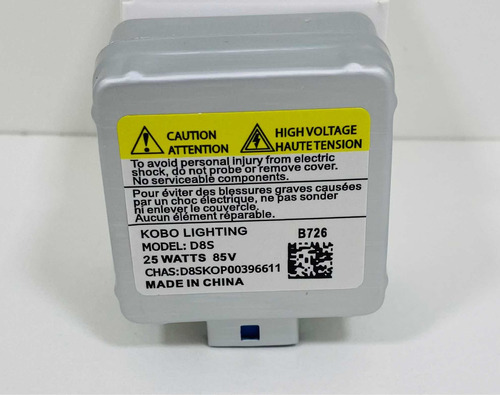 CAUTION
ATTENTION
HIGH VOLTAGE
HAUTE TENSION
To avoid personal injury from electric
shock, do not probe or remove cover.
No serviceable components.
Pour éviter des blessures graves causées
par un choc électrique, ne pas sonder
ni enlever le couvercle.
Aucun élément réparable.
KOBO LIGHTING
B726
MODEL: D8S
25 WATTS 85V
CHAS:D8SKOP00396611
MADE IN CHINA